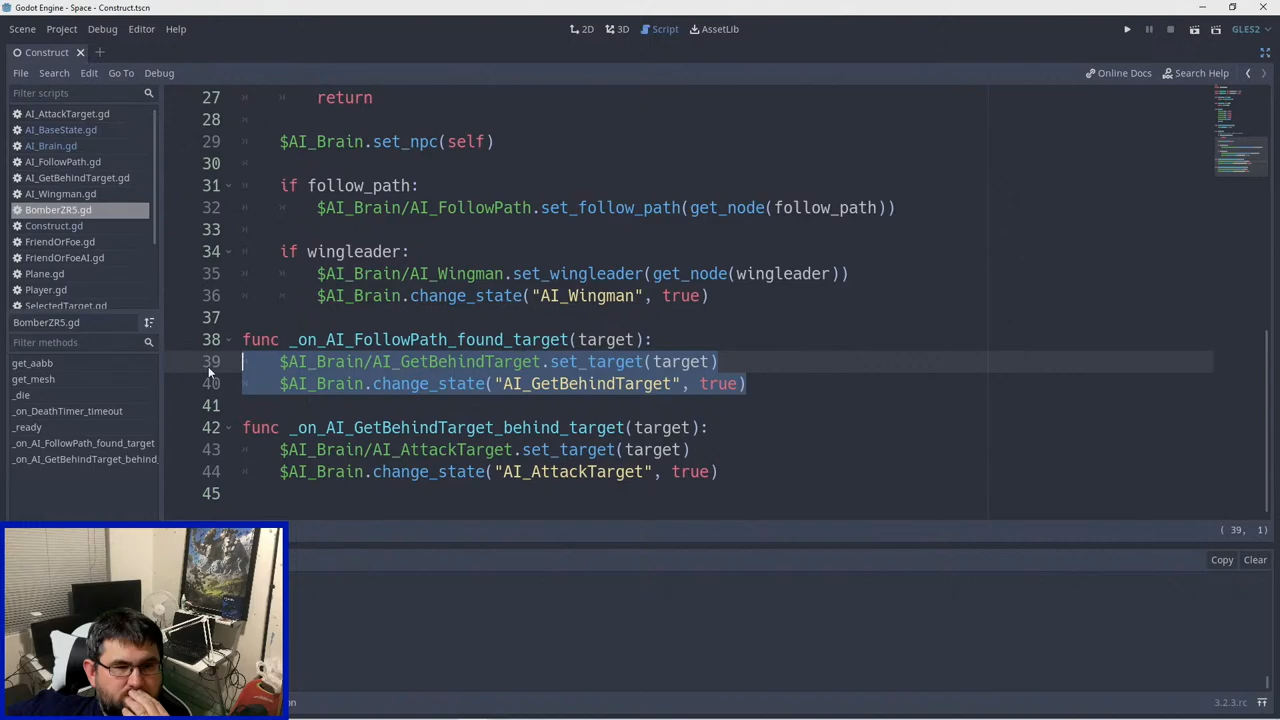 Godot Engine - Space - Construct.tscn
Scene Project Debug Editor Help
2D 3D Script AssetLib
GLES2
Construct
File Search Edit Go To Debug
Online Docs Search Help
Filter scripts
AI_AttackTarget.gd
AI_BaseState.gd
AI_Brain.gd
AI_FollowPath.gd
AI_GetBehindTarget.gd
AI_Wingman.gd
BomberZR5.gd
Construct.gd
FriendOrFoe.gd
FriendOrFoeAI.gd
Plane.gd
Player.gd
SelectedTarget.gd
BomberZR5.gd
Filter methods
get_aabb
get_mesh
_die
_on_DeathTimer_timeout
_ready
_on_AI_FollowPath_found_target
_on_AI_GetBehindTarget_behind_
27 return
28
29 $AI_Brain.set_npc(self)
30
31 if follow_path:
32 $AI_Brain/AI_FollowPath.set_follow_path(get_node(follow_path))
33
34 if wingleader:
35 $AI_Brain/AI_Wingman.set_wingleader(get_node(wingleader))
36 $AI_Brain.change_state("AI_Wingman", true)
37
38 func _on_AI_FollowPath_found_target(target):
39 $AI_Brain/AI_GetBehindTarget.set_target(target)
40 $AI_Brain.change_state("AI_GetBehindTarget", true)
41
42 func _on_AI_GetBehindTarget_behind_target(target):
43 $AI_Brain/AI_AttackTarget.set_target(target)
44 $AI_Brain.change_state("AI_AttackTarget", true)
45
( 39, 1)
Copy Clear
3.2.3.rc